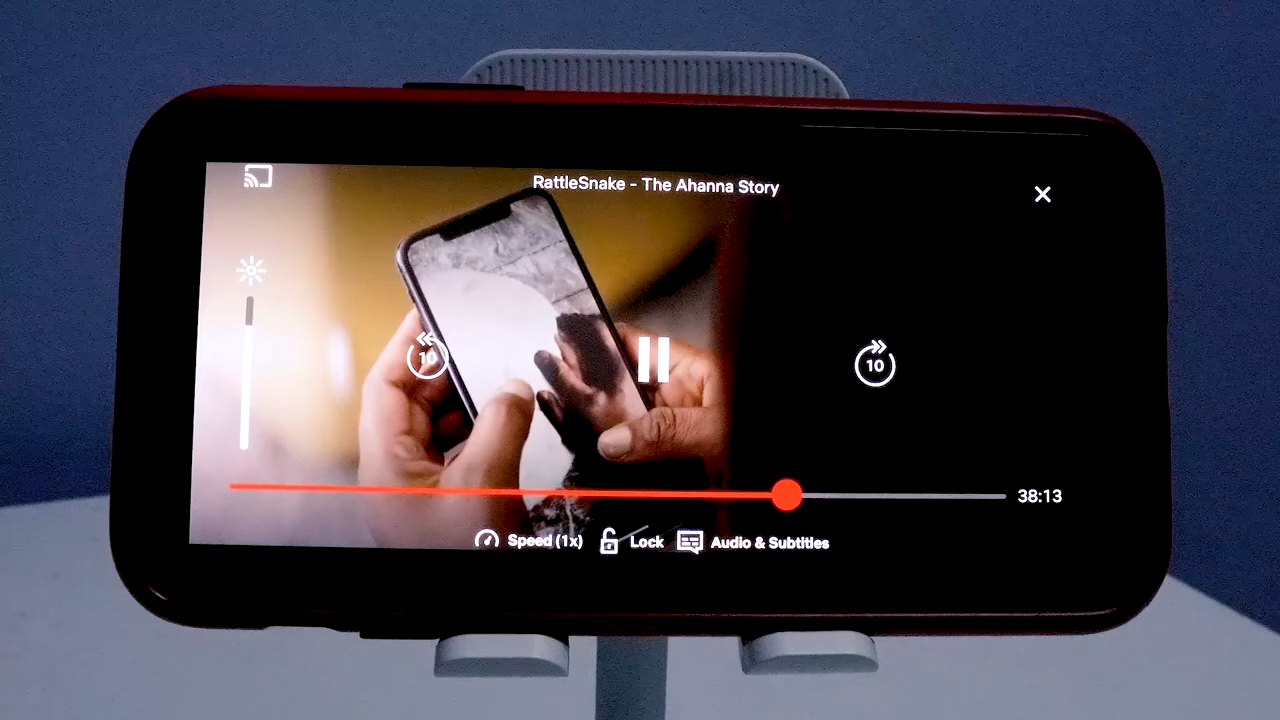 RattleSnake - The Ahanna Story
10
10
38:13
Speed (1x) Lock Audio & Subtitles